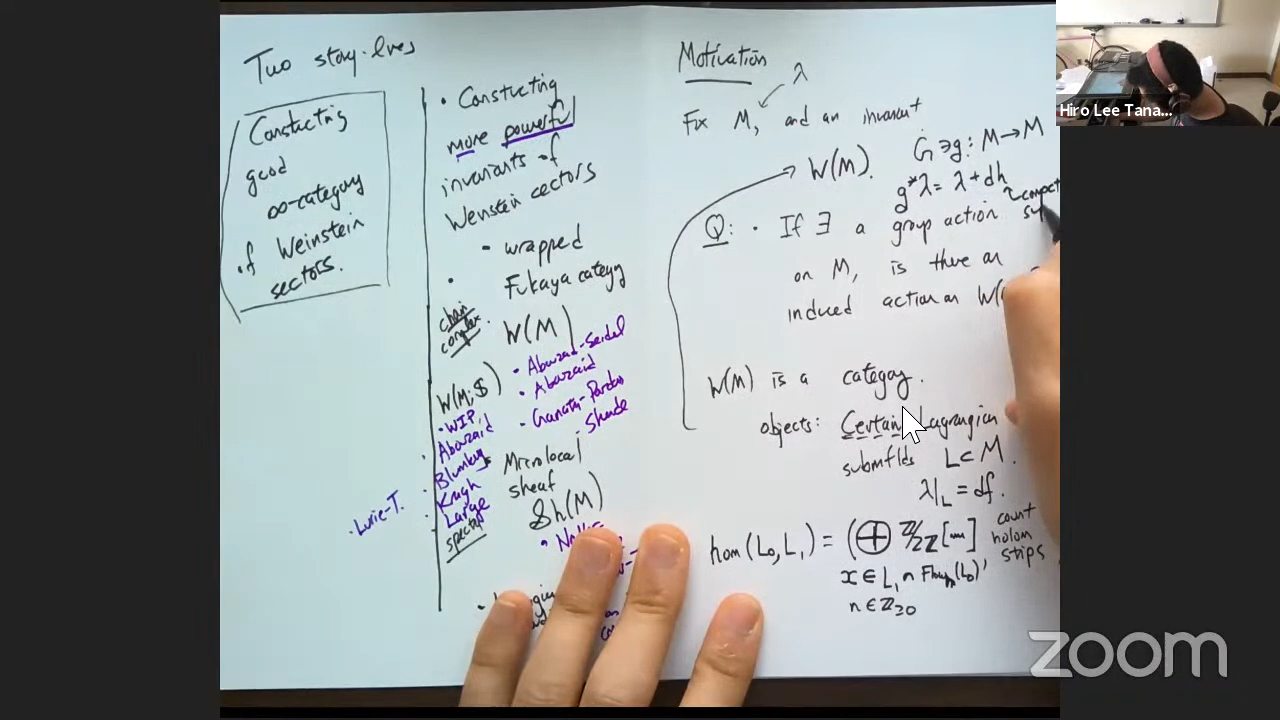 Two story-lines
Constructing
good
∞-category
of Weinstein
sectors.
• Constructing
more powerful
invariants of
Weinstein sectors
• wrapped
Fukaya category
chain
complex
W(M)
• Abouzaid-Seidel
• Abouzaid
• Ganatra-Pardon
Shende
W(M; $)
• WIP
Abouzaid
Blumberg
Kragh
Large
spectra
• Lurie-T.
• Microlocal
sheaf
Sh(M)
Motivation
λ
Fix M, and an invariant
W(M).
G ∋ g: M → M
g*λ = λ + dh
compact
Q: • If ∃ a group action
on M, is there an
induced action on
W(M) is a category.
objects: Certain Lagrangian
submflds L ⊂ M.
λ|_L = df.
hom(L₀, L₁) = (⊕ Z/2Z[...], count
holom
strips
x ∈ L₁ ∩ Flow_n(L₀)
n ∈ Z≥0
Hiro Lee Tana...
zoom